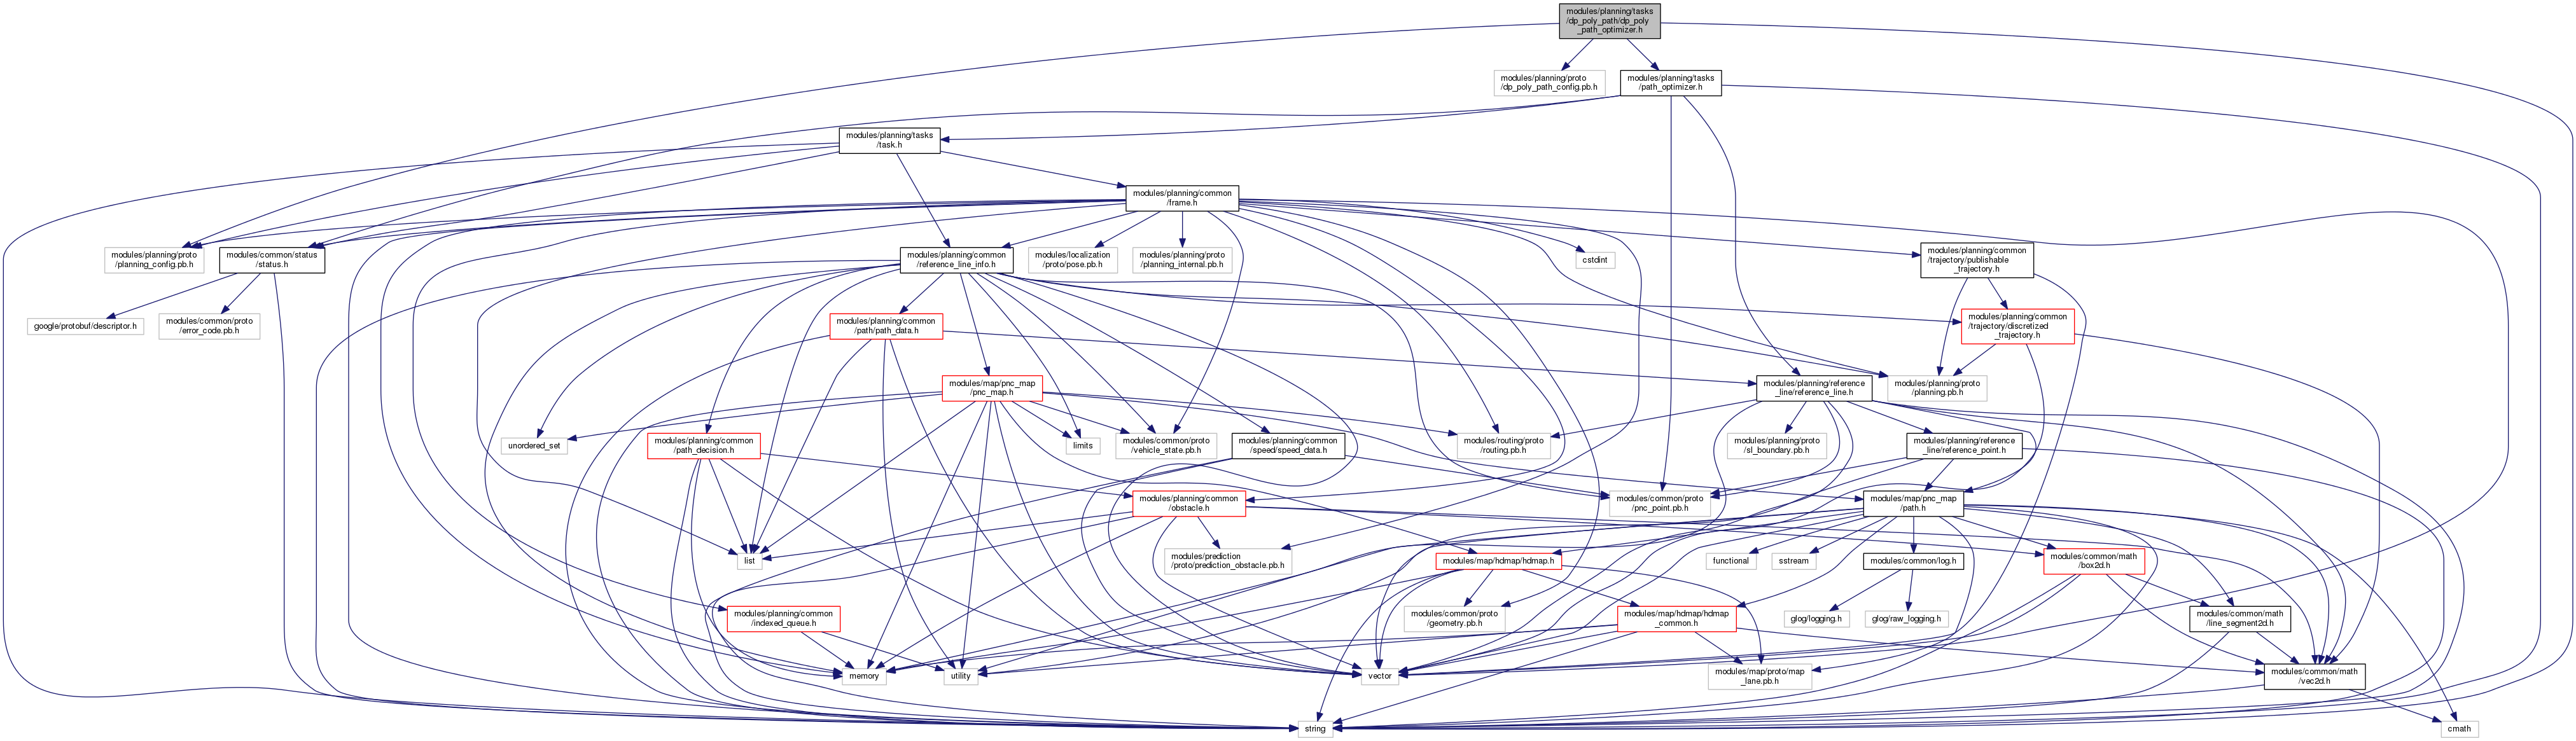 modules/planning/tasks
/dp_poly_path/dp_poly
_path_optimizer.h
modules/planning/proto
/dp_poly_path_config.pb.h
modules/planning/tasks
/path_optimizer.h
modules/planning/tasks
/task.h
modules/planning/common
/frame.h
modules/planning/proto
/planning_config.pb.h
modules/common/status
/status.h
modules/planning/common
/reference_line_info.h
modules/localization
/proto/pose.pb.h
modules/planning/proto
/planning_internal.pb.h
cstdint
modules/planning/common
/trajectory/publishable
_trajectory.h
google/protobuf/descriptor.h
modules/common/proto
/error_code.pb.h
modules/planning/common
/path/path_data.h
modules/planning/common
/trajectory/discretized
_trajectory.h
modules/map/pnc_map
/pnc_map.h
modules/planning/reference
_line/reference_line.h
modules/planning/proto
/planning.pb.h
unordered_set
modules/planning/common
/path_decision.h
modules/common/proto
/vehicle_state.pb.h
limits
modules/planning/common
/speed/speed_data.h
modules/routing/proto
/routing.pb.h
modules/planning/proto
/sl_boundary.pb.h
modules/planning/reference
_line/reference_point.h
modules/planning/common
/obstacle.h
modules/common/proto
/pnc_point.pb.h
modules/map/pnc_map
/path.h
list
modules/prediction
/proto/prediction_obstacle.pb.h
modules/map/hdmap/hdmap.h
functional
sstream
modules/common/log.h
modules/common/math
/box2d.h
modules/planning/common
/indexed_queue.h
modules/common/proto
/geometry.pb.h
modules/map/hdmap/hdmap
_common.h
glog/logging.h
glog/raw_logging.h
modules/common/math
/line_segment2d.h
memory
utility
vector
modules/map/proto/map
_lane.pb.h
modules/common/math
/vec2d.h
string
cmath